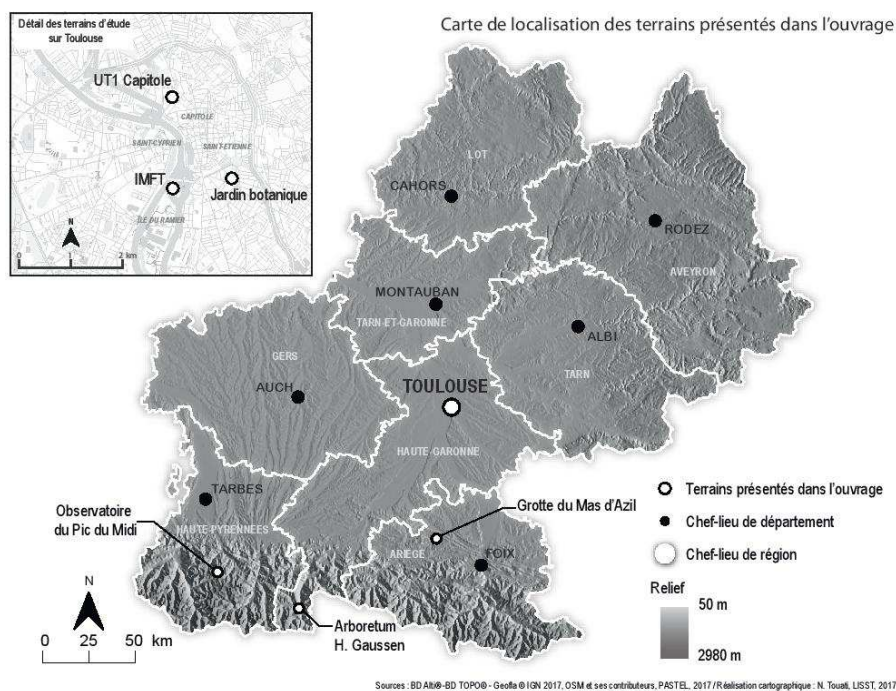 Carte de localisation des terrains présentés dans l'ouvrage
Détail des terrains d'étude
sur Toulouse
UT1 Capitole
CAPITOLE
SAINT-CYPRIEN
SAINT-ETIENNE
IMFT
Jardin botanique
ÎLE DU RAMIER
N
0 1 2 km
LOT
CAHORS
RODEZ
AVEYRON
MONTAUBAN
TARN-ET-GARONNE
ALBI
TARN
GERS
AUCH
TOULOUSE
HAUTE-GARONNE
TARBES
HAUTE-PYRENNÉES
Observatoire
du Pic du Midi
Grotte du Mas d'Azil
ARIÈGE
FOIX
Arboretum
H. Gaussen
N
0 25 50 km
Terrains présentés dans l'ouvrage
Chef-lieu de département
Chef-lieu de région
Relief
50 m
2980 m
Sources : BD Alti®-BD TOPO® - Geofla © IGN 2017, OSM et ses contributeurs, PASTEL, 2017 / Réalisation cartographique : N. Touati, LISST, 2017